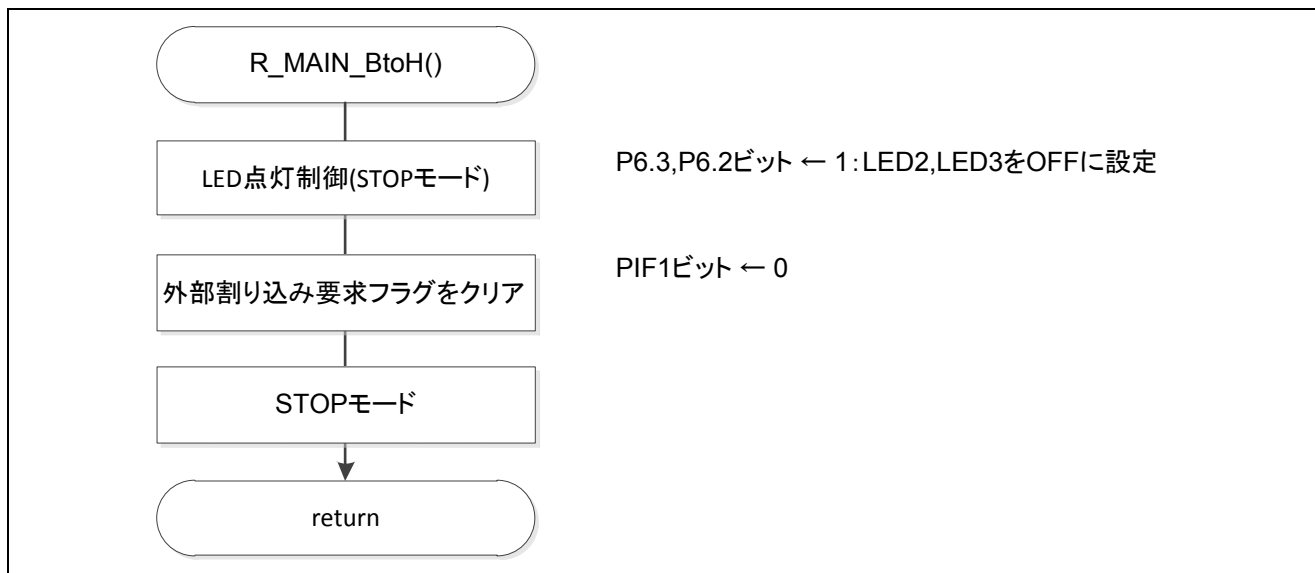 R_MAIN_BtoH()
LED点灯制御(STOPモード)
P6.3,P6.2ビット ← 1:LED2,LED3をOFFに設定
外部割り込み要求フラグをクリア
PIF1ビット ← 0
STOPモード
return